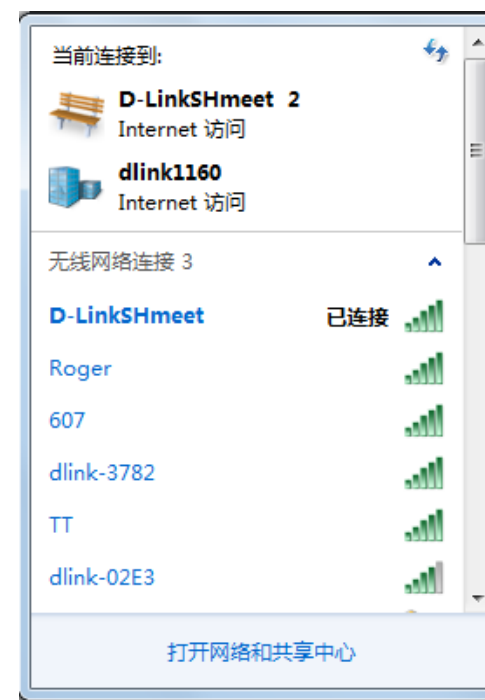 当前连接到:
D-LinkSHmeet 2
Internet 访问
dlink1160
Internet 访问
无线网络连接 3
D-LinkSHmeet 已连接
Roger
607
dlink-3782
TT
dlink-02E3
打开网络和共享中心